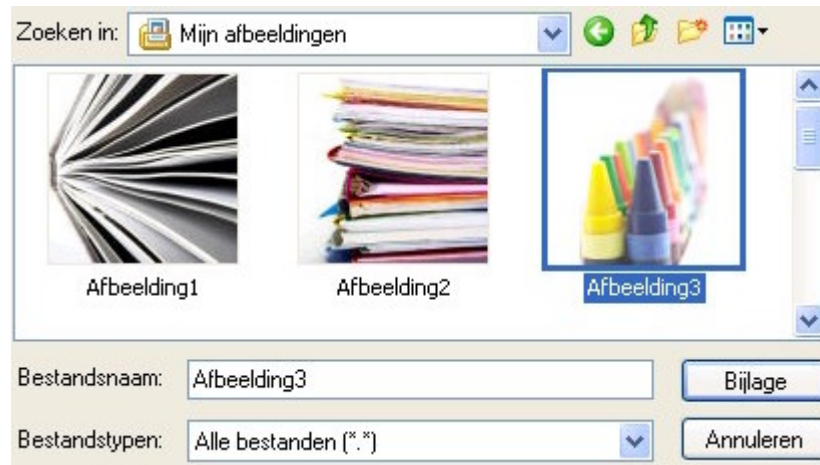 Zoeken in: Mijn afbeeldingen
Afbeelding1 Afbeelding2 Afbeelding3
Bestandsnaam: Afbeelding3 Bijlage
Bestandstypen: Alle bestanden (*.*) Annuleren